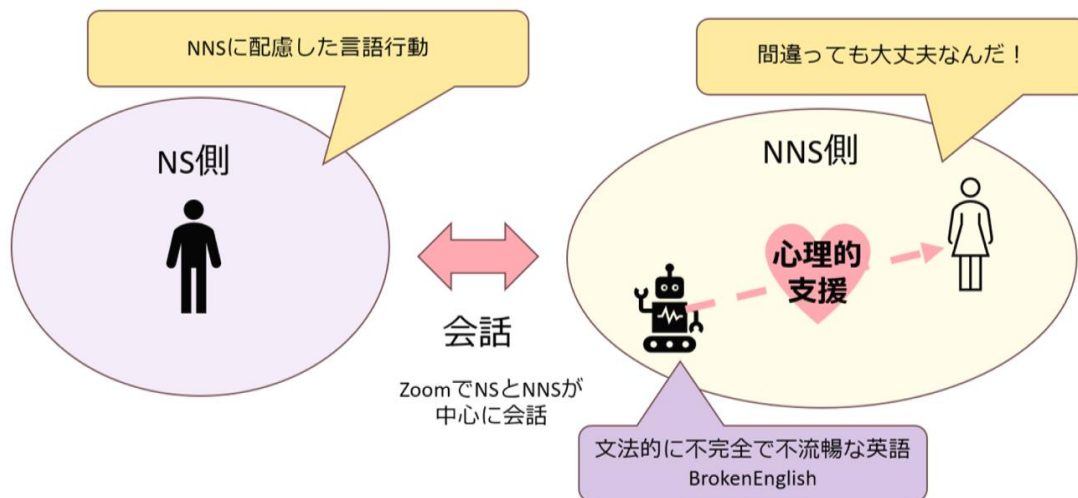 NNSに配慮した言語行動
間違っても大丈夫なんだ！
NS側
NNS側
心理的
支援
会話
ZoomでNSとNNSが
中心に会話
文法的に不完全で不流暢な英語
BrokenEnglish